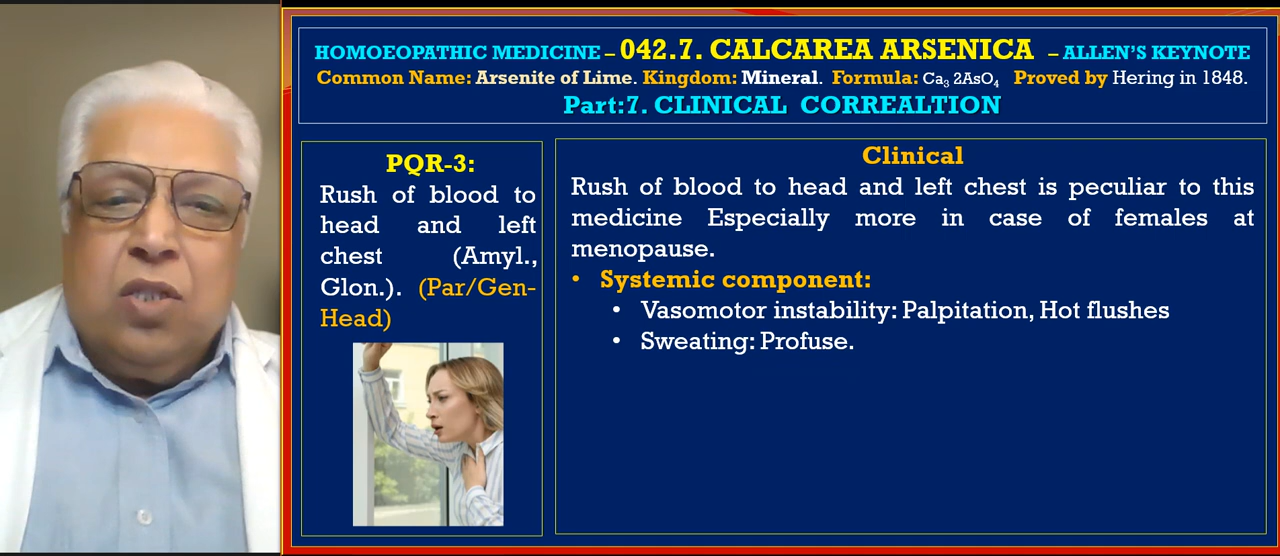 HOMOEOPATHIC MEDICINE – 042.7. CALCAREA ARSENICA – ALLEN'S KEYNOTE
Common Name: Arsenite of Lime. Kingdom: Mineral. Formula: Ca3 2AsO4 Proved by Hering in 1848.
Part:7. CLINICAL CORREALTION
PQR-3:
Rush of blood to
head and left
chest (Amyl.,
Glon.). (Par/Gen-
Head)
Clinical
Rush of blood to head and left chest is peculiar to this
medicine Especially more in case of females at
menopause.
• Systemic component:
• Vasomotor instability: Palpitation, Hot flushes
• Sweating: Profuse.